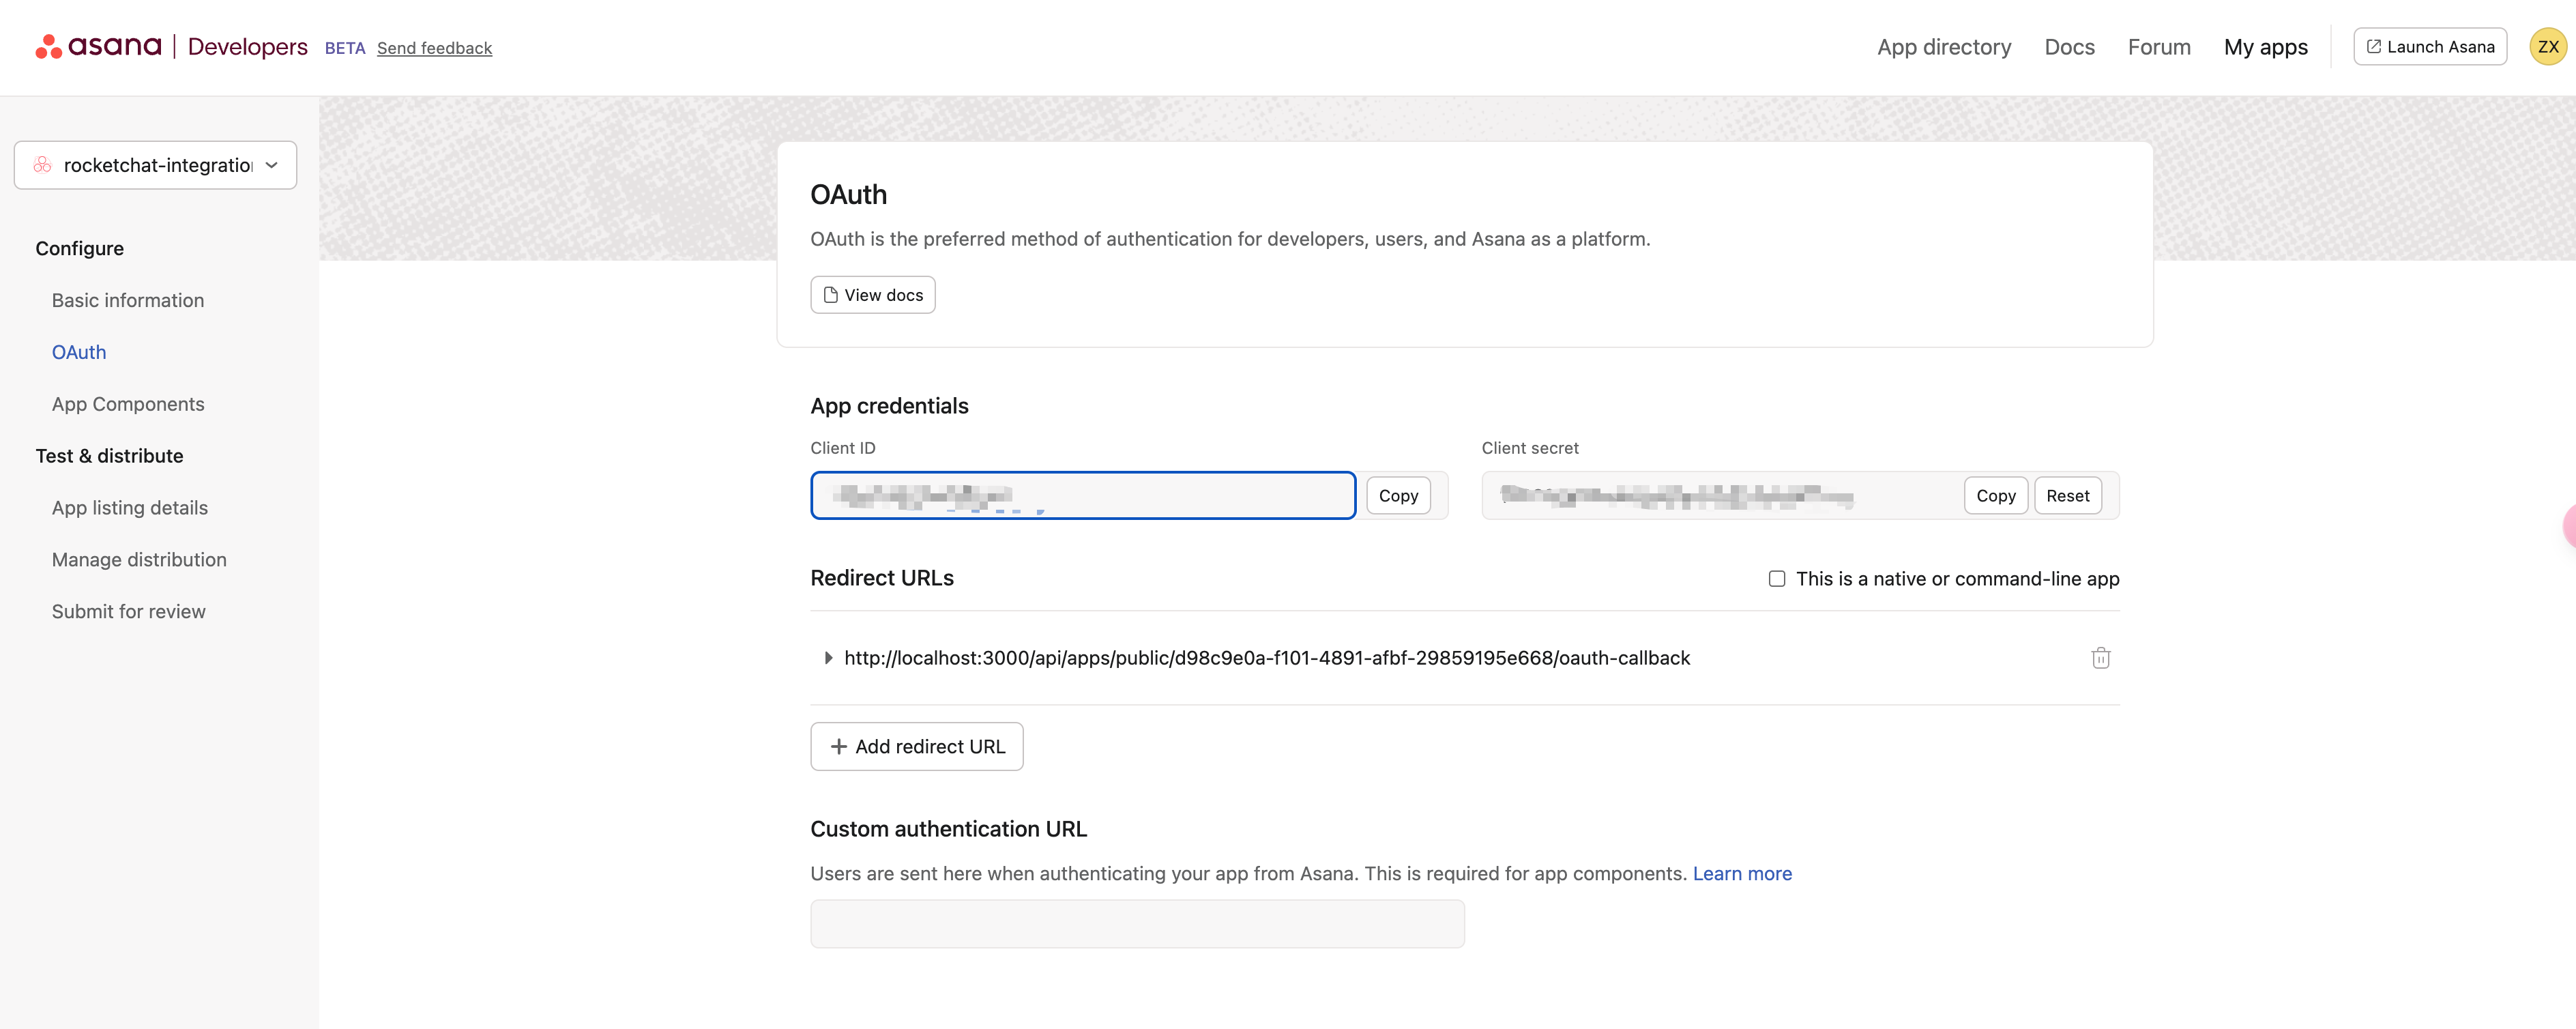 asana | Developers BETA Send feedback
App directory Docs Forum My apps Launch Asana ZX
rocketchat-integratio
Configure
Basic information
OAuth
App Components
Test & distribute
App listing details
Manage distribution
Submit for review
OAuth
OAuth is the preferred method of authentication for developers, users, and Asana as a platform.
View docs
App credentials
Client ID
Copy
Client secret
Copy Reset
Redirect URLs
This is a native or command-line app
http://localhost:3000/api/apps/public/d98c9e0a-f101-4891-afbf-29859195e668/oauth-callback
Add redirect URL
Custom authentication URL
Users are sent here when authenticating your app from Asana. This is required for app components. Learn more